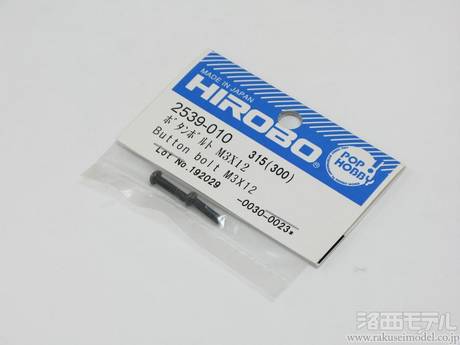 MADE IN JAPAN
HIROBO®
POP HOBBY!
2539-010 315(300)
ボタンボルト M3X12
Button bolt M3X12
Lot No.192029 -0030-0023*
洛西モデル
www.rakuseimodel.co.jp